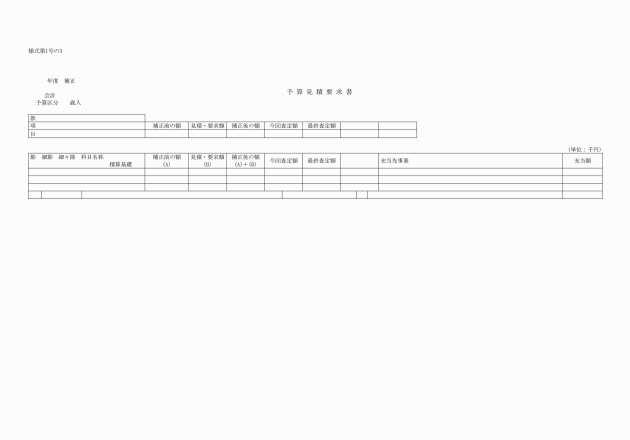 様式第1号の3
年度　補正
予 算 見 積 要 求 書
会計
予算区分　歳入
款
項　補正前の額　見積・要求額　補正後の額　今回査定額　最終査定額
目
（単位：千円）
節　細節　細々節　科目名称　補正前の額　見積・要求額　補正後の額　今回査定額　最終査定額　充当先事業　充当額
積算基礎　(A)　(B)　(A)＋(B)